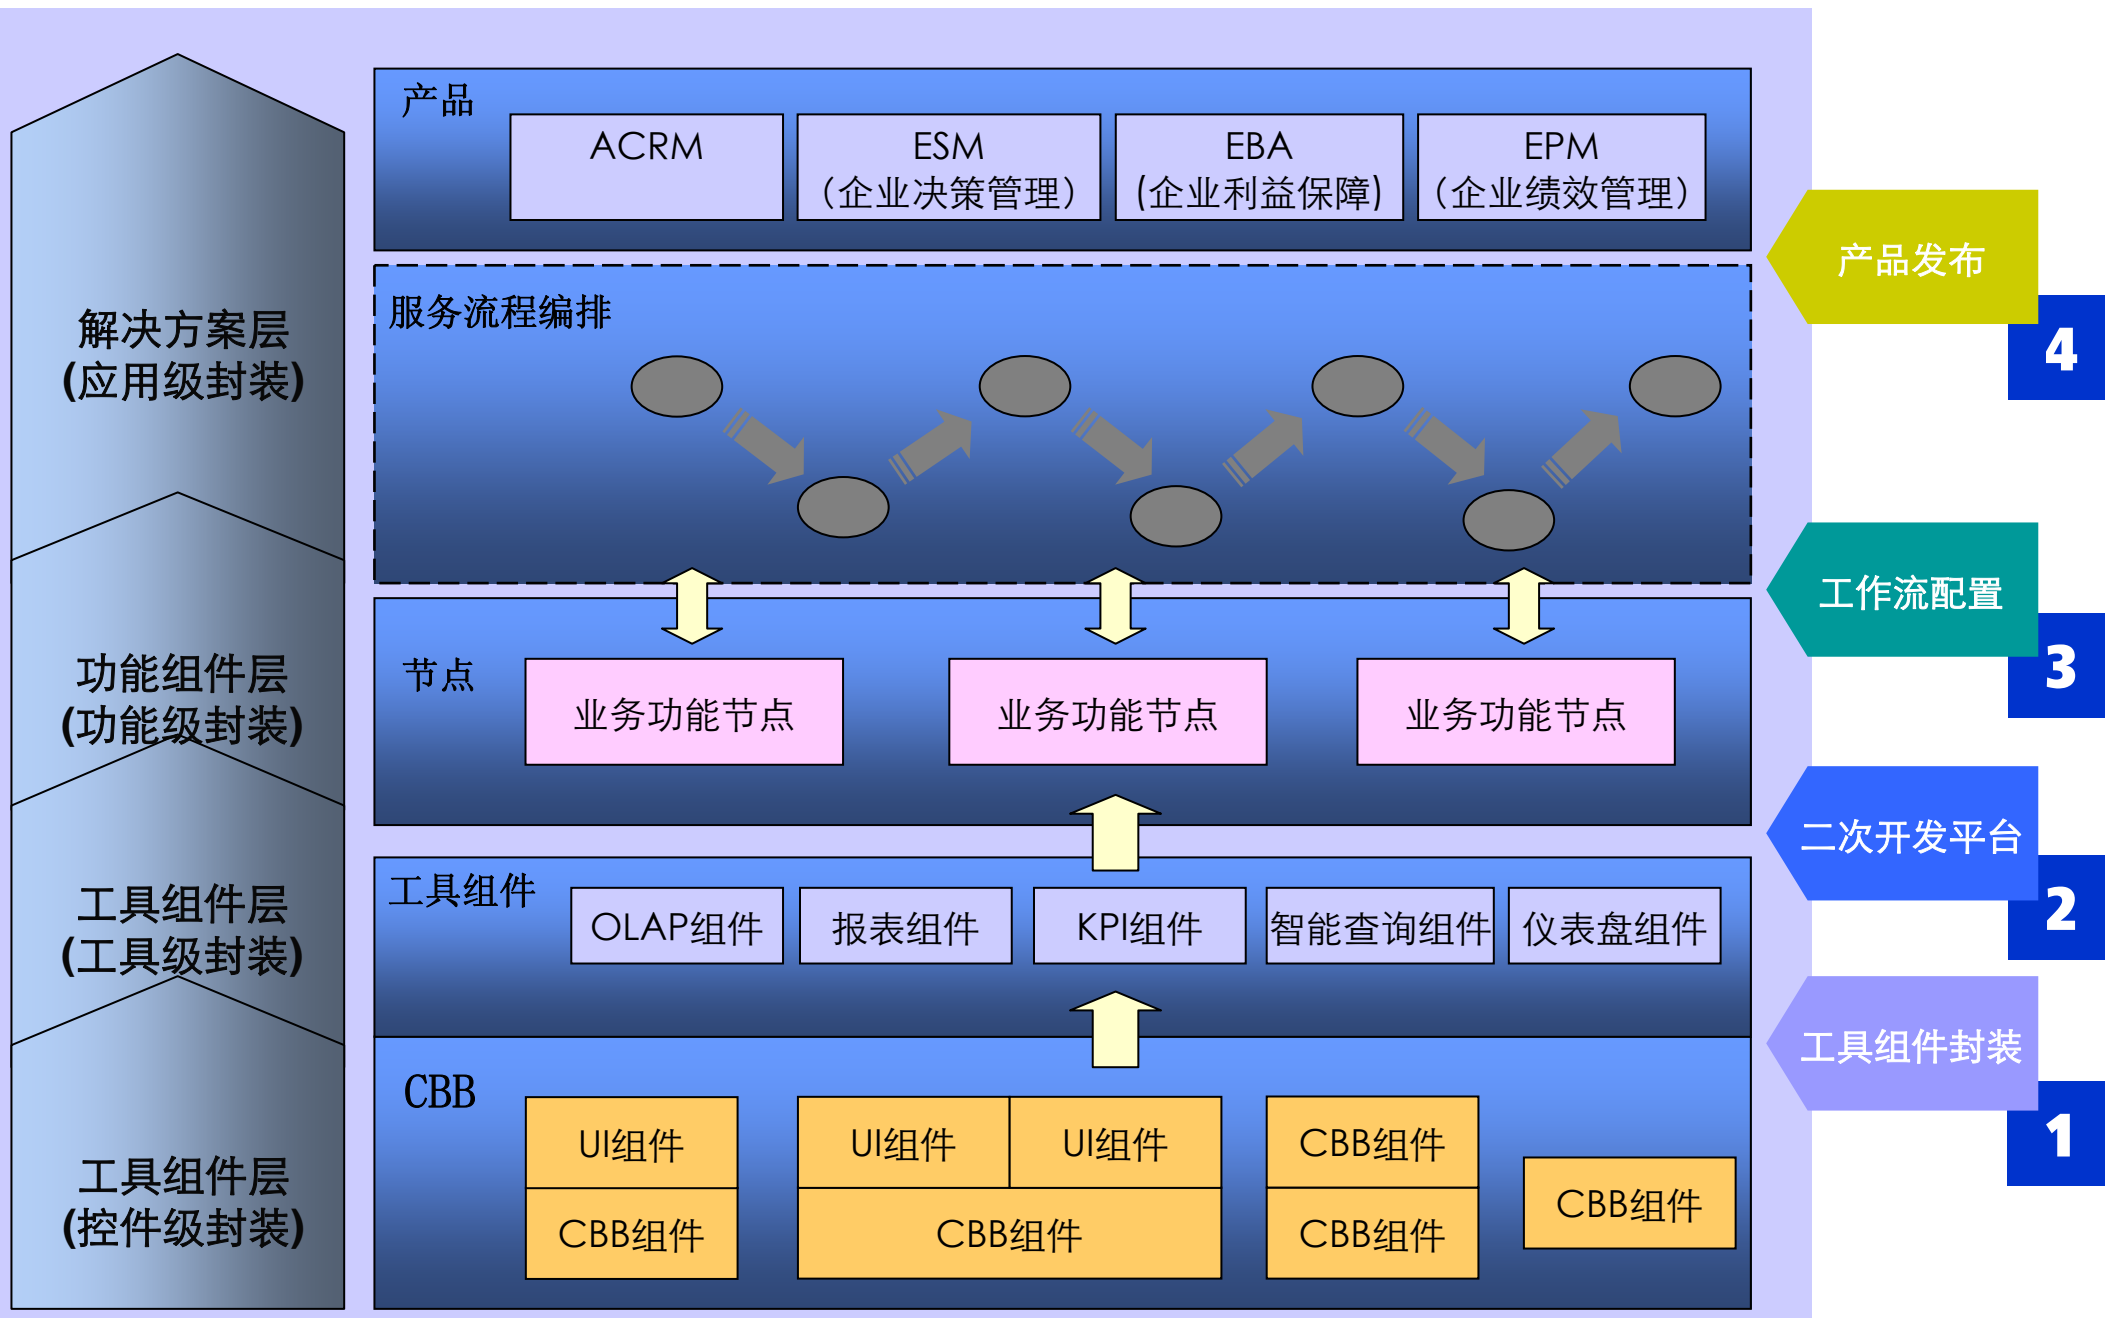 产品
ACRM
ESM
（企业决策管理）
EBA
(企业利益保障)
EPM
（企业绩效管理）
产品发布
4
解决方案层
(应用级封装)
服务流程编排
工作流配置
3
功能组件层
(功能级封装)
节点
业务功能节点
业务功能节点
业务功能节点
二次开发平台
2
工具组件层
(工具级封装)
工具组件
OLAP组件
报表组件
KPI组件
智能查询组件
仪表盘组件
工具组件封装
1
工具组件层
(控件级封装)
CBB
UI组件
UI组件
UI组件
CBB组件
CBB组件
CBB组件
CBB组件
CBB组件